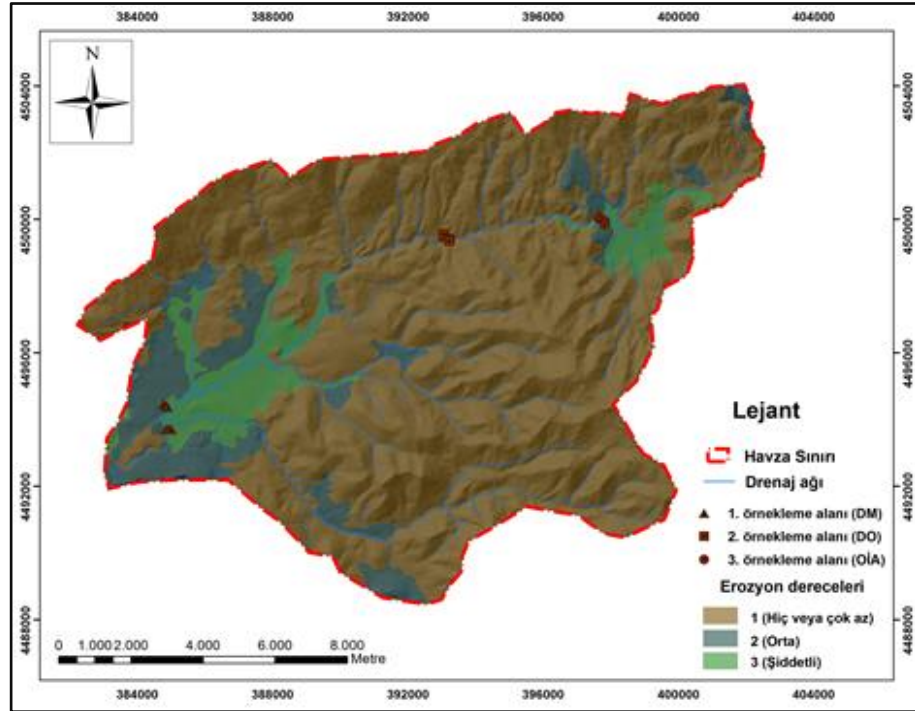 384000 388000 392000 396000 400000 404000
N
4504000 4504000
4500000 4500000
4496000 4496000
4492000 4492000
4488000 4488000
Lejant
Havza Sınırı
Drenaj ağı
1. örnekleme alanı (DM)
2. örnekleme alanı (DO)
3. örnekleme alanı (OİA)
Erozyon dereceleri
1 (Hiç veya çok az)
2 (Orta)
3 (Şiddetli)
0 1.000 2.000 4.000 6.000 8.000
Metre
384000 388000 392000 396000 400000 404000